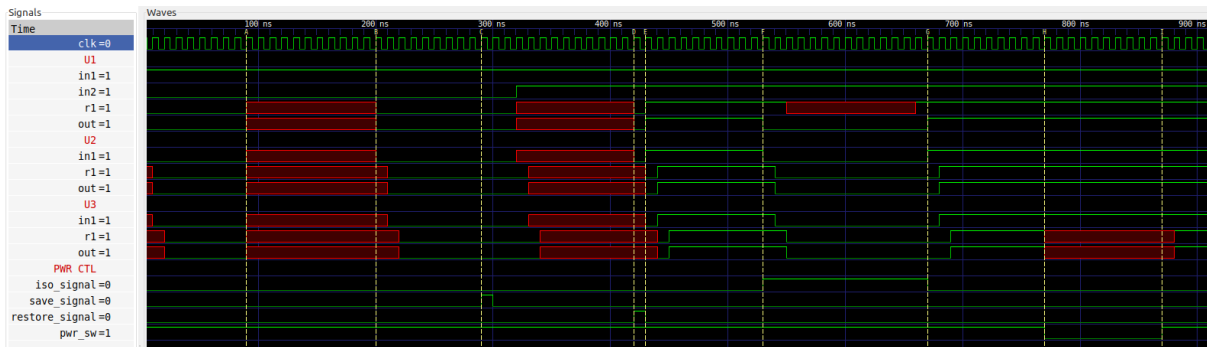 Signals
Waves
Time
100 ns 200 ns 300 ns 400 ns 500 ns 600 ns 700 ns 800 ns 900 ns
A B C D E F G H I
clk=0
U1
in1=1
in2=1
r1=1
out=1
U2
in1=1
r1=1
out=1
U3
in1=1
r1=1
out=1
PWR CTL
iso_signal=0
save_signal=0
restore_signal=0
pwr_sw=1